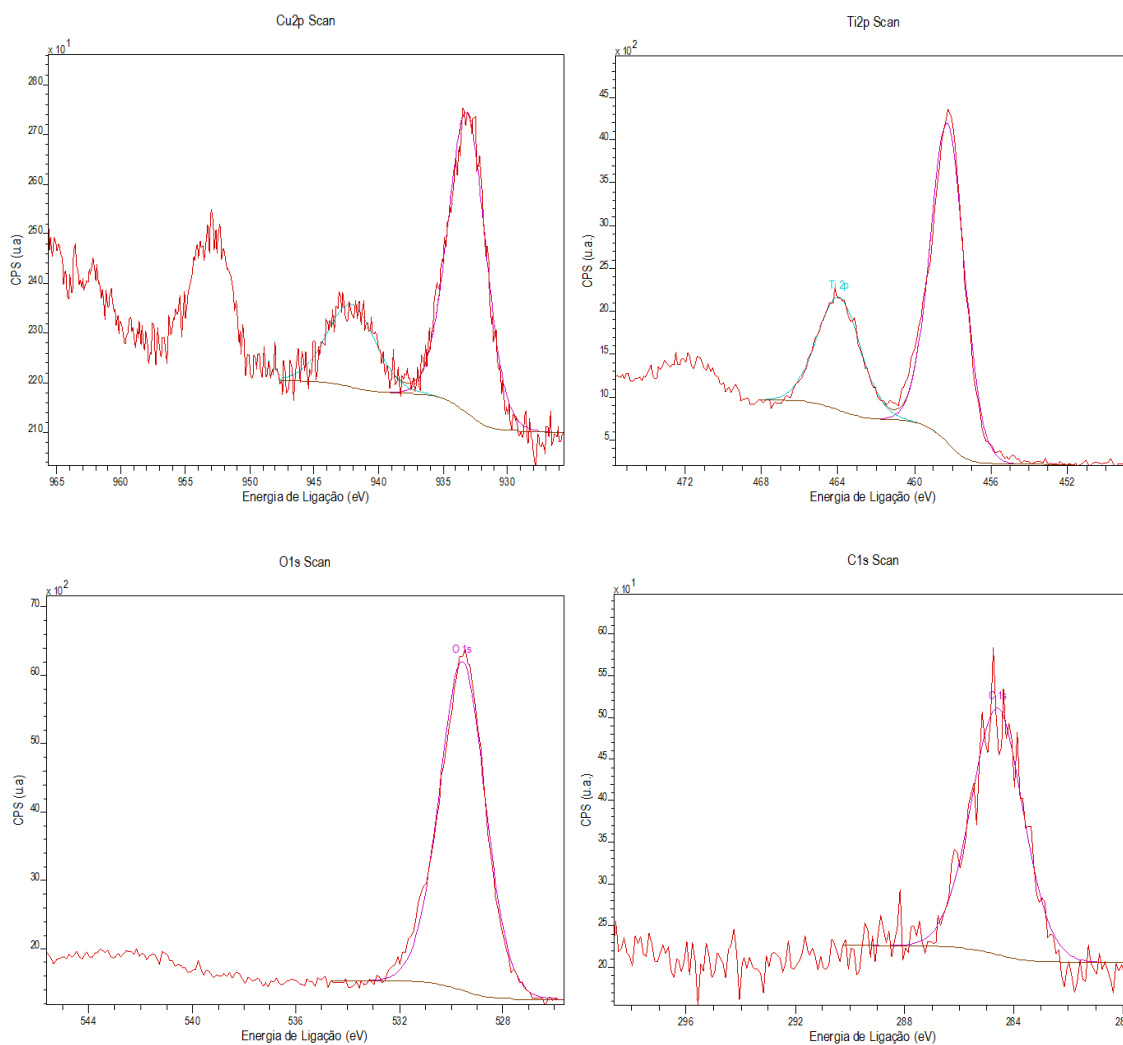 Cu2p Scan
x 10^1
280
270
260
250
240
230
220
210
CPS (u.a)
965 960 955 950 945 940 935 930
Energia de Ligação (eV)
Ti2p Scan
x 10^2
45
40
35
30
25
20
15
10
5
CPS (u.a.)
Ti 2p
472 468 464 460 456 452
Energia de Ligação (eV)
O1s Scan
x 10^2
70
60
50
40
30
20
CPS (u.a.)
O 1s
544 540 536 532 528
Energia de Ligação (eV)
C1s Scan
x 10^1
60
55
50
45
40
35
30
25
20
CPS (u.a.)
C 1s
296 292 288 284
Energia de Ligação (eV)